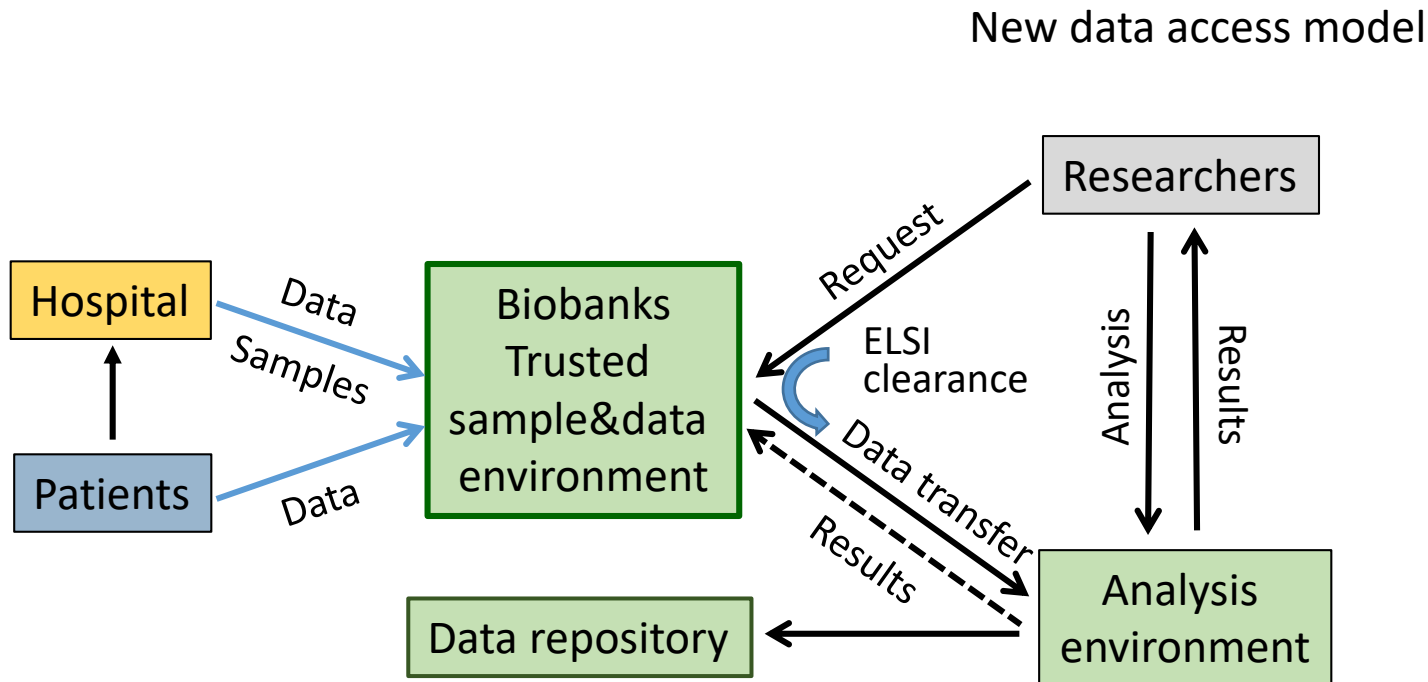 New data access model
Researchers
Request
Hospital
Data
Samples
Biobanks
Trusted
sample&data
environment
ELSI
clearance
Analysis
Results
Patients
Data
Data transfer
Results
Data repository
Analysis
environment